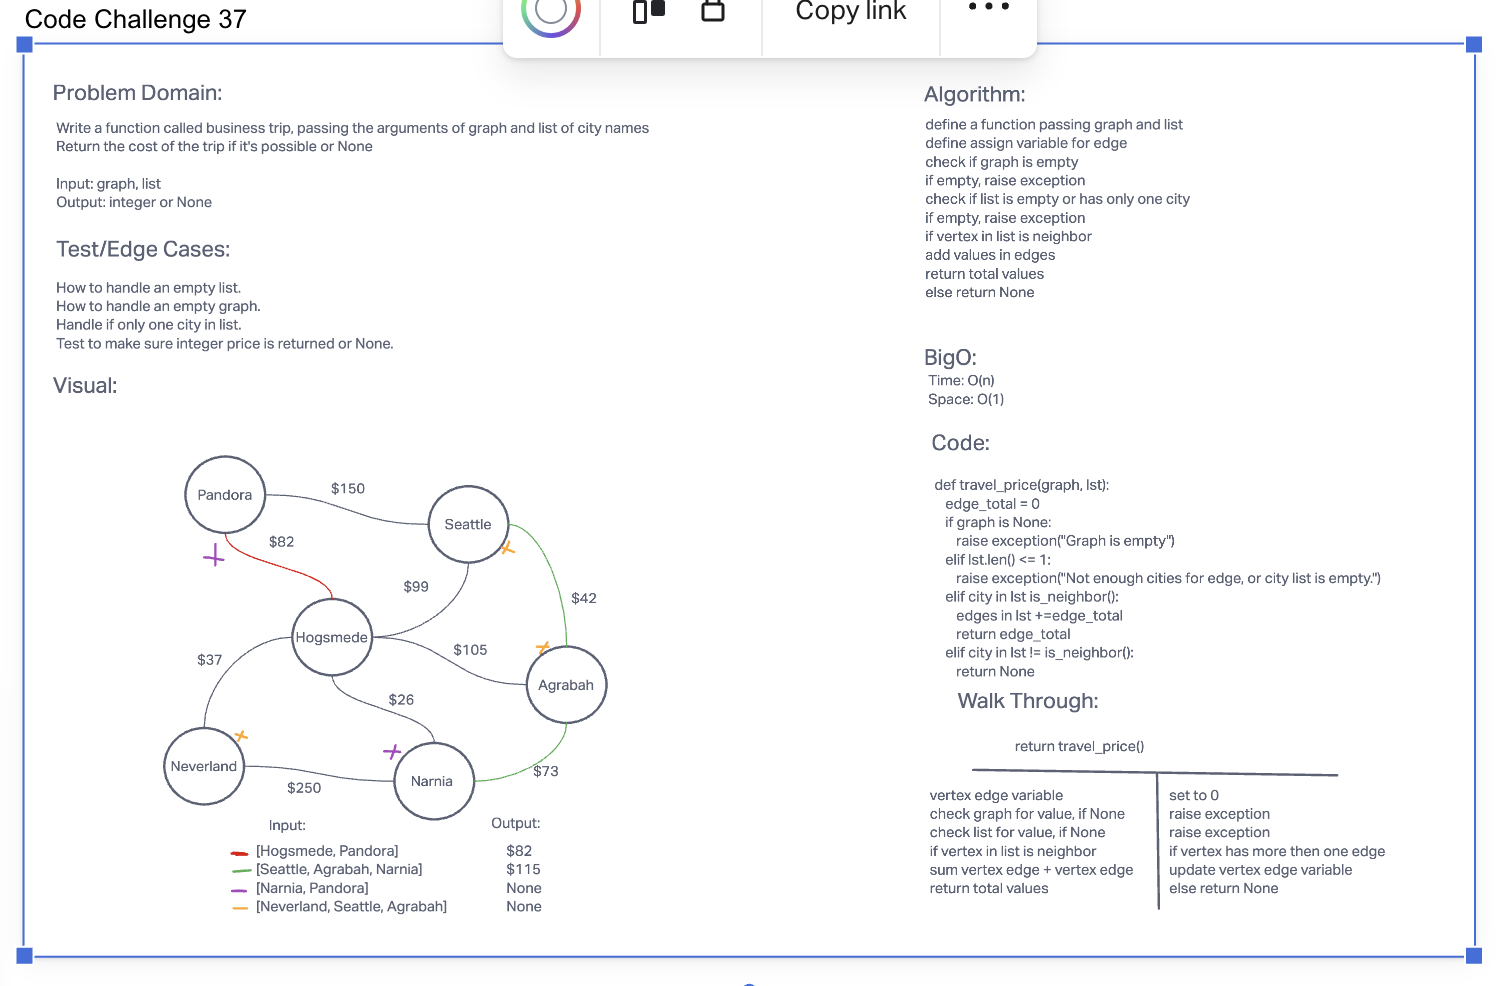 Code Challenge 37
Copy link
Problem Domain:
Write a function called business trip, passing the arguments of graph and list of city names
Return the cost of the trip if it's possible or None
Input: graph, list
Output: integer or None
Test/Edge Cases:
How to handle an empty list.
How to handle an empty graph.
Handle if only one city in list.
Test to make sure integer price is returned or None.
Visual:
Pandora
$150
Seattle
$82
$99
$42
Hogsmede
$37
$105
Agrabah
$26
Neverland
Narnia
$250
$73
Input:
Output:
[Hogsmede, Pandora]
$82
[Seattle, Agrabah, Narnia]
$115
[Narnia, Pandora]
None
[Neverland, Seattle, Agrabah]
None
Algorithm:
define a function passing graph and list
define assign variable for edge
check if graph is empty
if empty, raise exception
check if list is empty or has only one city
if empty, raise exception
if vertex in list is neighbor
add values in edges
return total values
else return None
BigO:
Time: O(n)
Space: O(1)
Code:
def travel_price(graph, lst):
edge_total = 0
if graph is None:
raise exception("Graph is empty")
elif lst.len() <= 1:
raise exception("Not enough cities for edge, or city list is empty.")
elif city in lst is_neighbor():
edges in lst +=edge_total
return edge_total
elif city in lst != is_neighbor():
return None
Walk Through:
return travel_price()
vertex edge variable
set to 0
check graph for value, if None
raise exception
check list for value, if None
raise exception
if vertex in list is neighbor
if vertex has more then one edge
sum vertex edge + vertex edge
update vertex edge variable
return total values
else return None